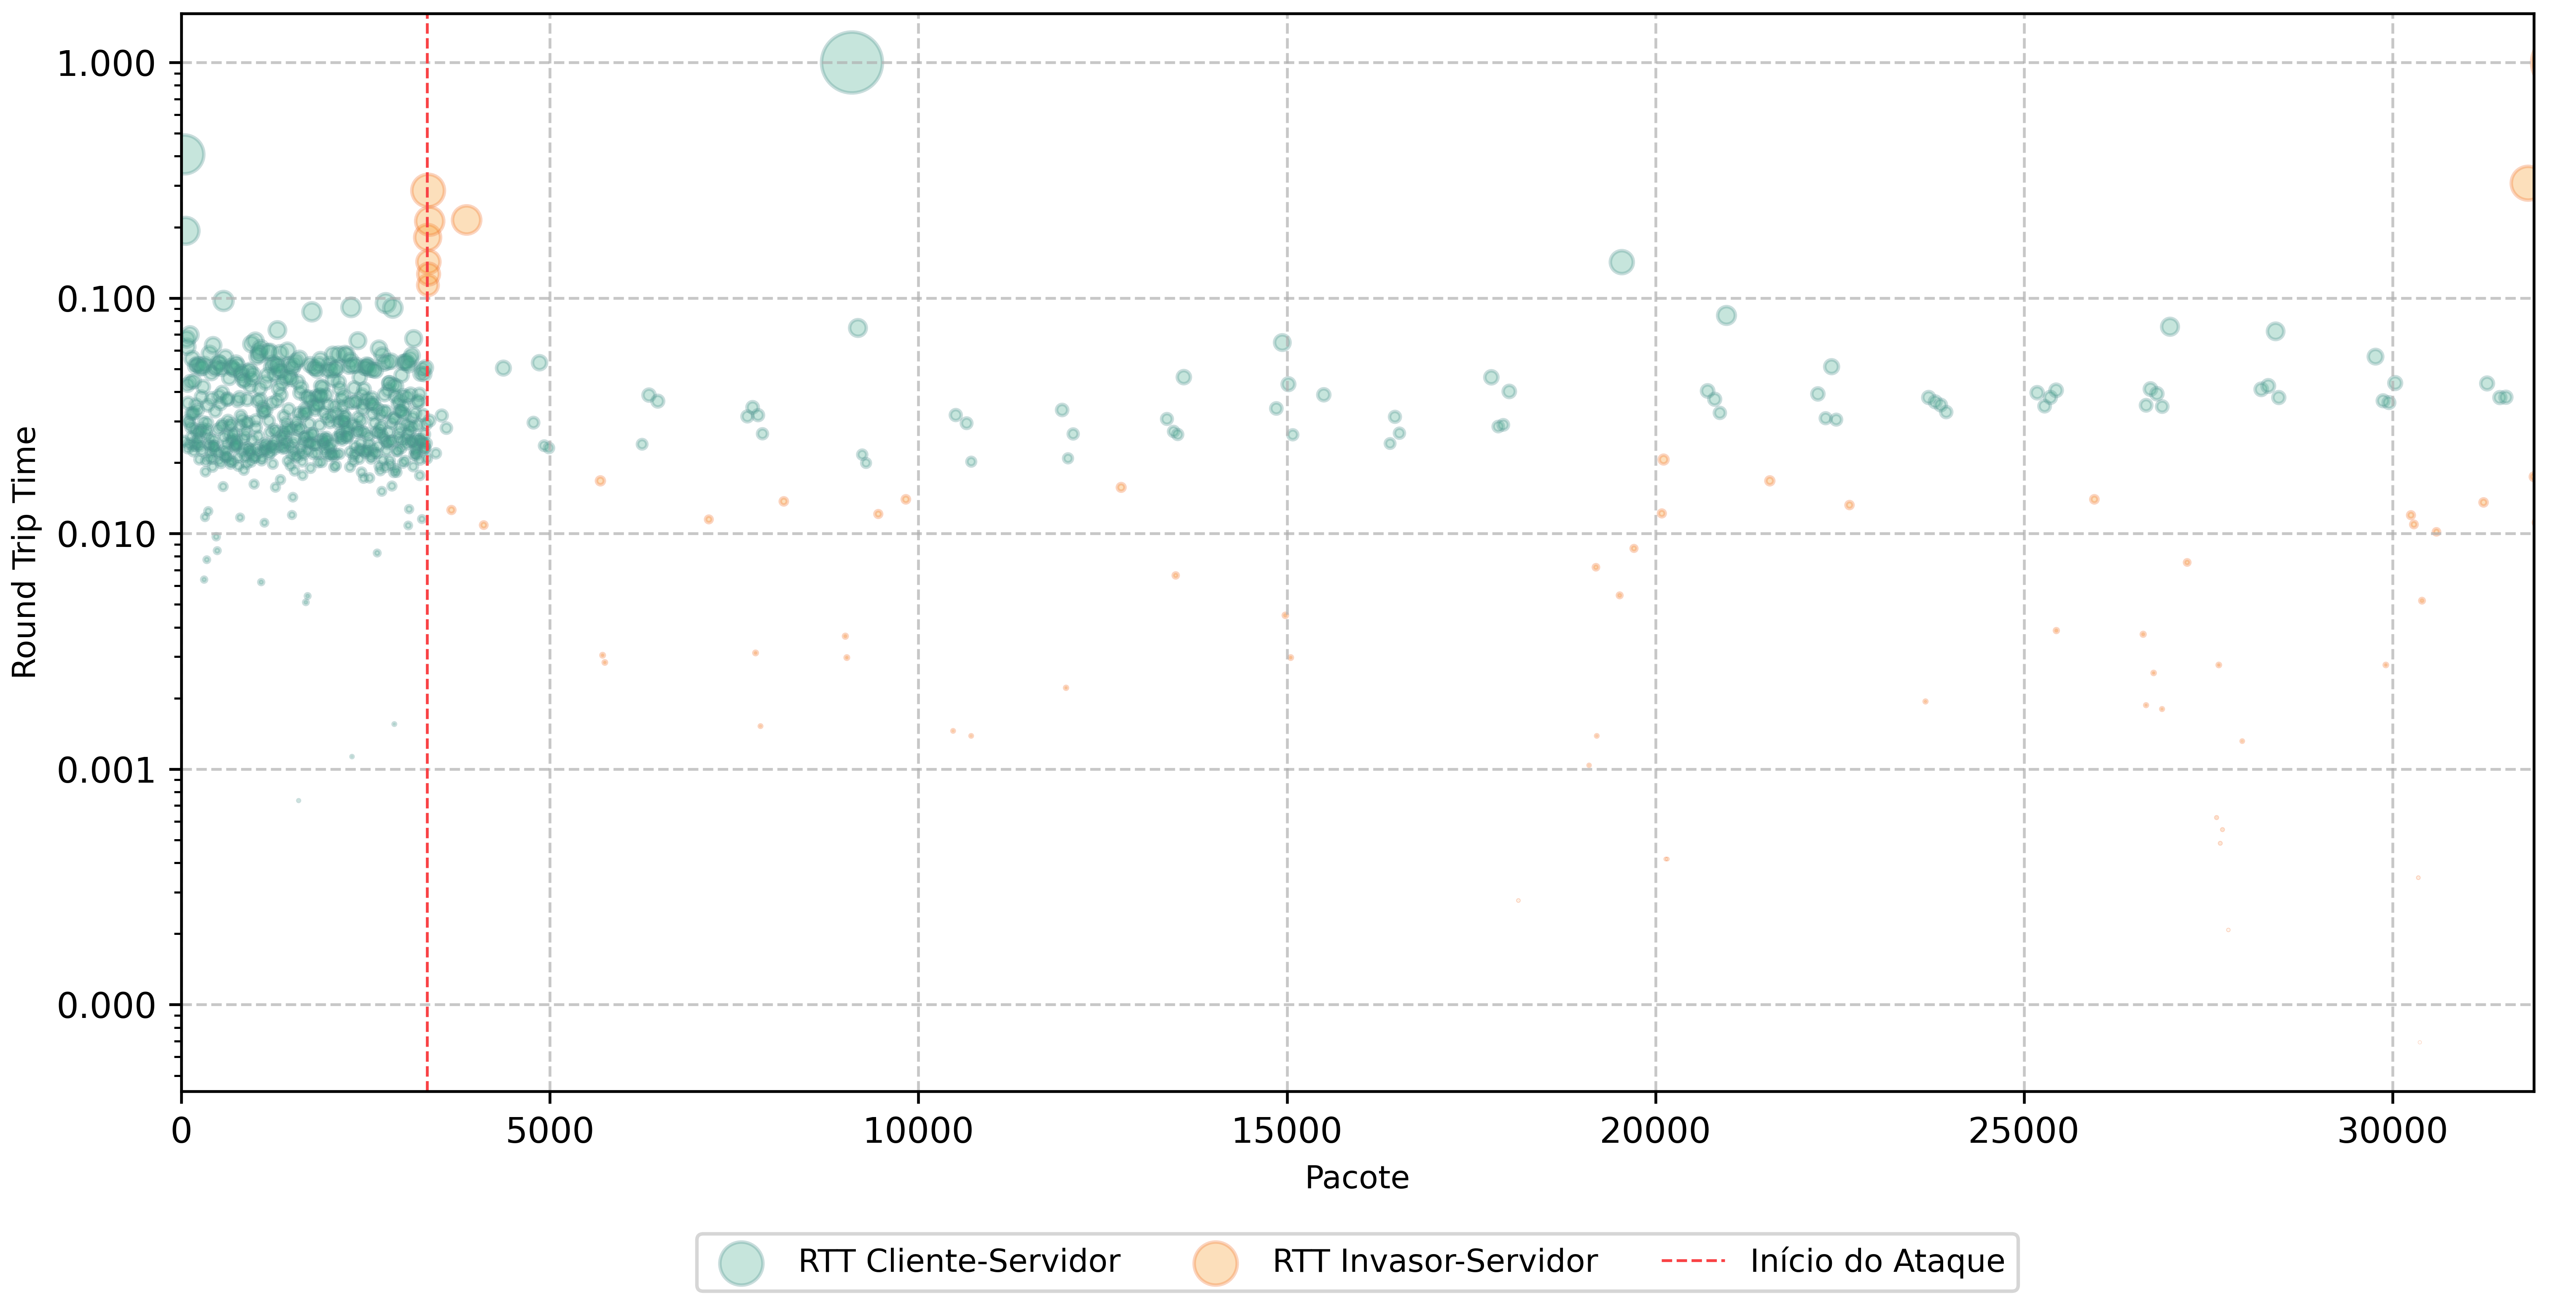 Round Trip Time
1.000
0.100
0.010
0.001
0.000
0 5000 10000 15000 20000 25000 30000
Pacote
RTT Cliente-Servidor RTT Invasor-Servidor Início do Ataque